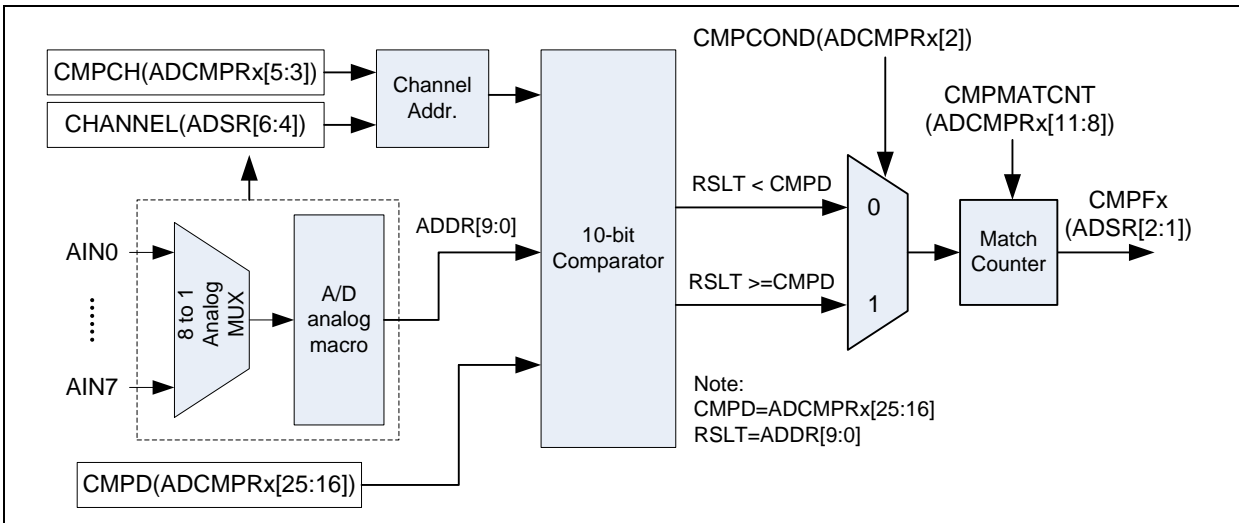 CMPCH(ADCMPRx[5:3])
CHANNEL(ADSR[6:4])
Channel
Addr.
CMPCOND(ADCMPRx[2])
CMPMATCNT
(ADCMPRx[11:8])
RSLT < CMPD
0
CMPFx
(ADSR[2:1])
AIN0
ADDR[9:0]
10-bit
Comparator
Match
Counter
8 to 1
Analog
MUX
A/D
analog
macro
RSLT >=CMPD
1
AIN7
Note:
CMPD=ADCMPRx[25:16]
RSLT=ADDR[9:0]
CMPD(ADCMPRx[25:16])